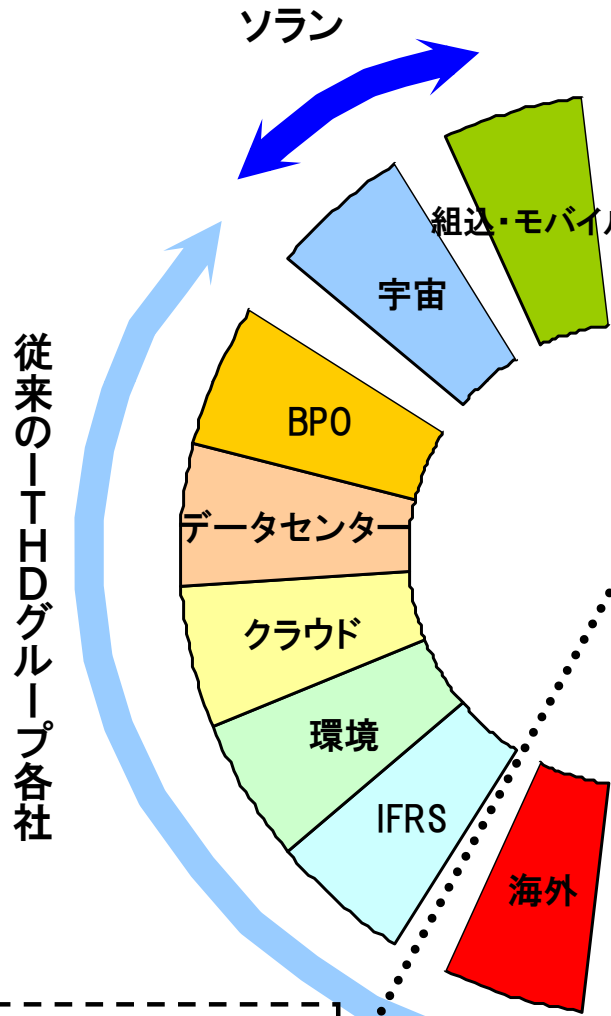 ソラン
組込・モバイル
宇宙
BPO
データセンター
クラウド
環境
IFRS
海外
従来のITHDグループ各社